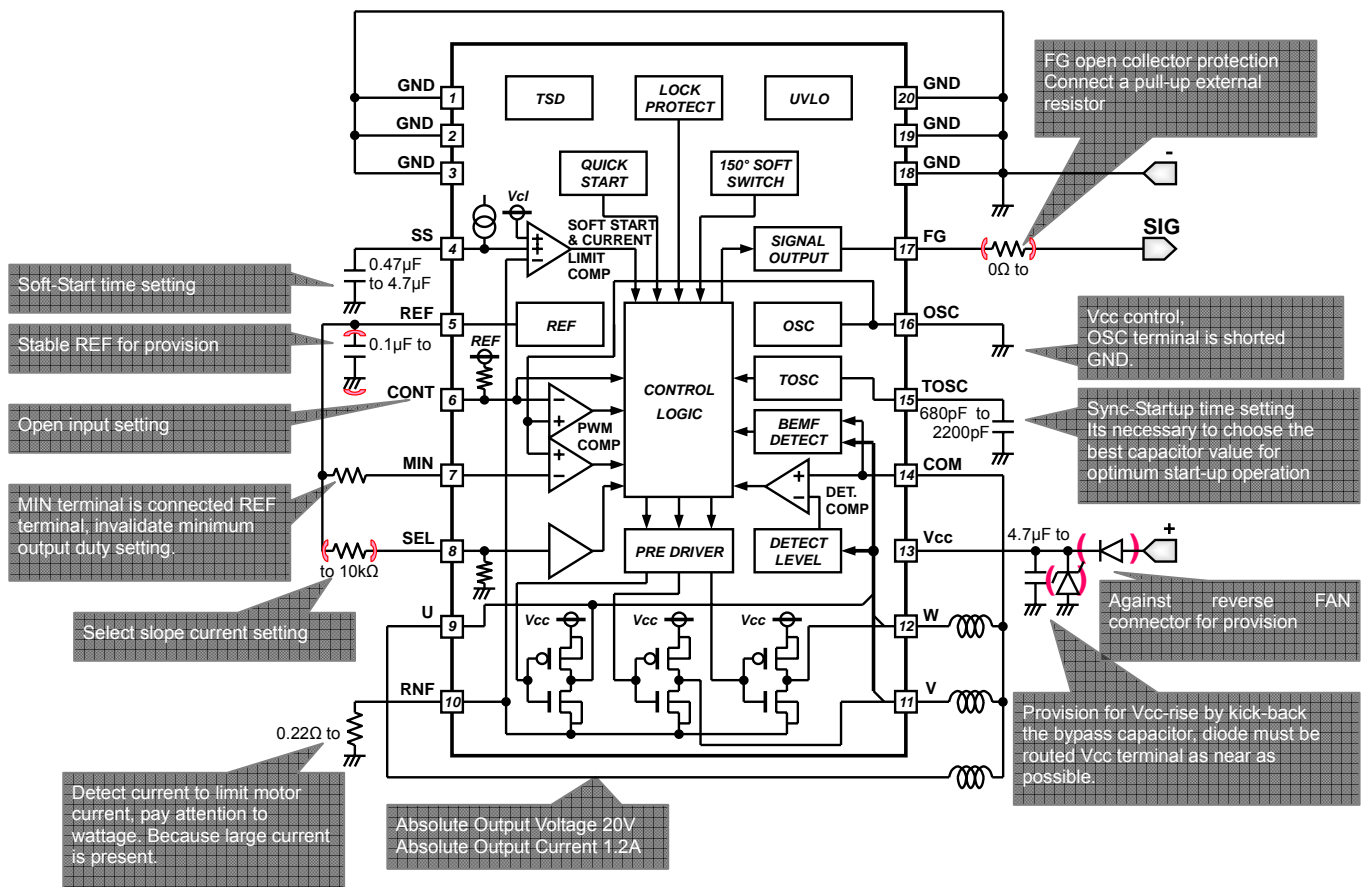 FG open collector protection
Connect a pull-up external
resistor
GND 1
GND 2
GND 3
TSD
LOCK
PROTECT
UVLO
20 GND
19 GND
18 GND
-
QUICK
START
150° SOFT
SWITCH
Vcl
SS 4
SOFT START
& CURRENT
LIMIT
COMP
SIGNAL
OUTPUT
17 FG
SIG
0Ω to
Soft-Start time setting
0.47µF
to 4.7µF
REF 5
REF
OSC
16 OSC
Vcc control,
OSC terminal is shorted
GND.
Stable REF for provision
0.1µF to
REF
CONT 6
CONTROL
LOGIC
TOSC
15 TOSC
680pF to
2200pF
Sync-Startup time setting
Its necessary to choose the
best capacitor value for
optimum start-up operation
Open input setting
PWM
COMP
BEMF
DETECT
MIN 7
14 COM
MIN terminal is connected REF
terminal, invalidate minimum
output duty setting.
DET.
COMP
SEL 8
to 10kΩ
PRE DRIVER
DETECT
LEVEL
13 Vcc
4.7µF to
+
Against reverse FAN
connector for provision
Select slope current setting
U 9
Vcc
Vcc
Vcc
12 W
RNF 10
11 V
0.22Ω to
Provision for Vcc-rise by kick-back
the bypass capacitor, diode must be
routed Vcc terminal as near as
possible.
Detect current to limit motor
current, pay attention to
wattage. Because large current
is present.
Absolute Output Voltage 20V
Absolute Output Current 1.2A